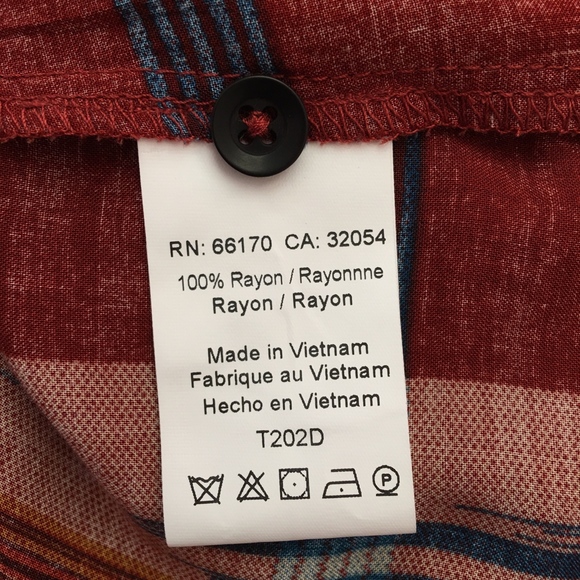 RN: 66170 CA: 32054
100% Rayon / Rayonnne
Rayon / Rayon
Made in Vietnam
Fabrique au Vietnam
Hecho en Vietnam
T202D
P